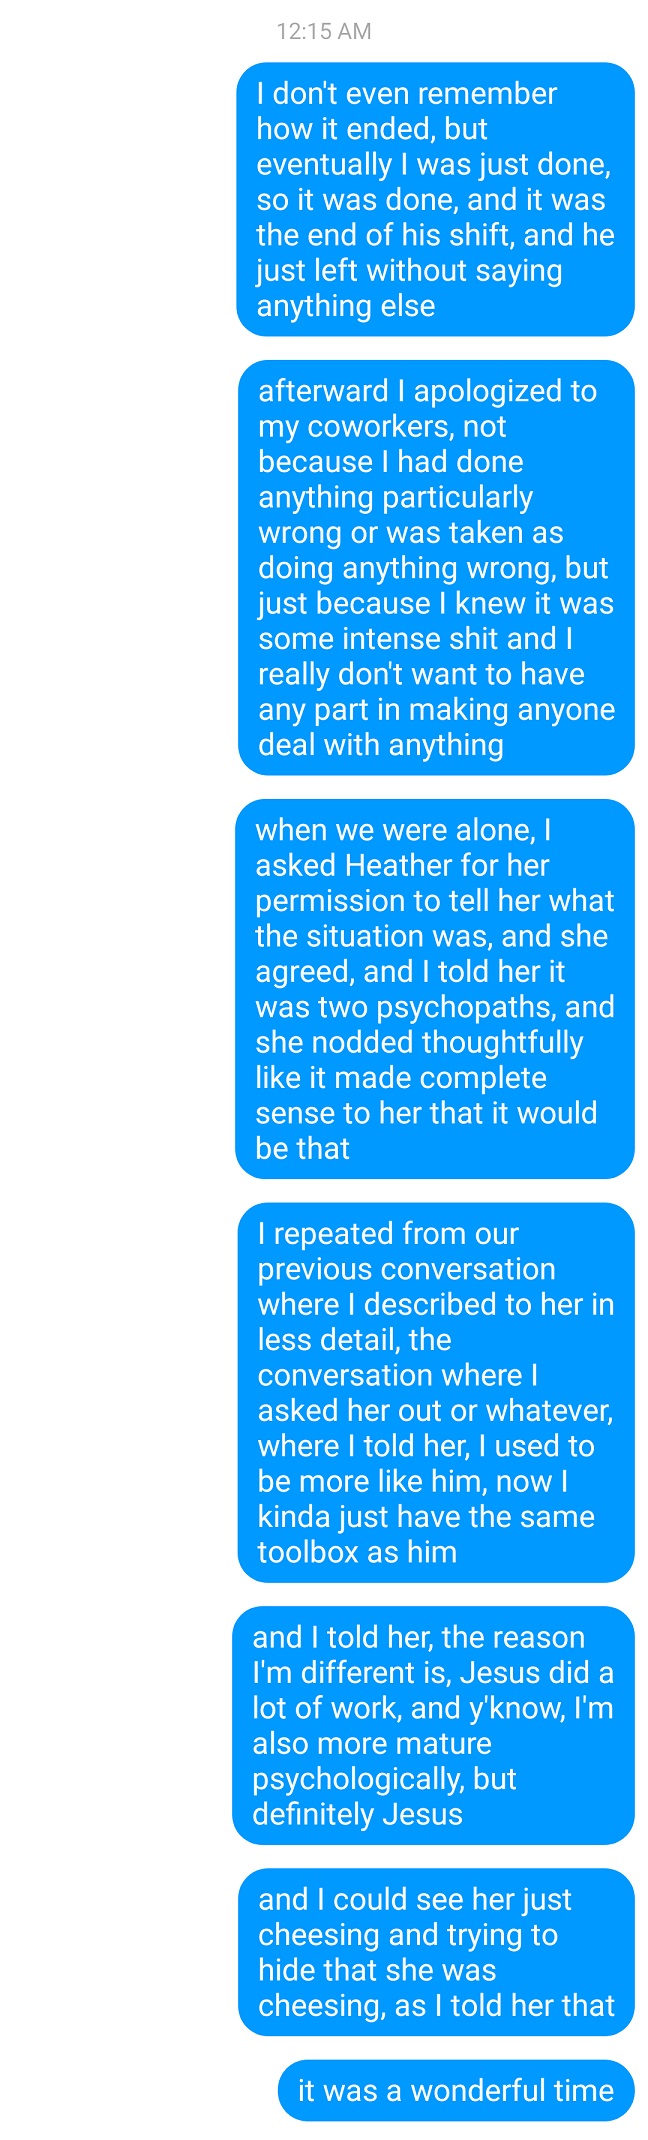 12:15 AM
I don't even remember
how it ended, but
eventually I was just done,
so it was done, and it was
the end of his shift, and he
just left without saying
anything else
afterward I apologized to
my coworkers, not
because I had done
anything particularly
wrong or was taken as
doing anything wrong, but
just because I knew it was
some intense shit and I
really don't want to have
any part in making anyone
deal with anything
when we were alone, I
asked Heather for her
permission to tell her what
the situation was, and she
agreed, and I told her it
was two psychopaths, and
she nodded thoughtfully
like it made complete
sense to her that it would
be that
I repeated from our
previous conversation
where I described to her in
less detail, the
conversation where I
asked her out or whatever,
where I told her, I used to
be more like him, now I
kinda just have the same
toolbox as him
and I told her, the reason
I'm different is, Jesus did a
lot of work, and y'know, I'm
also more mature
psychologically, but
definitely Jesus
and I could see her just
cheesing and trying to
hide that she was
cheesing, as I told her that
it was a wonderful time